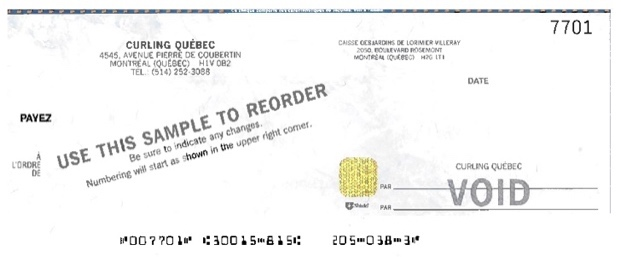 7701
CURLING QUÉBEC
4545, AVENUE PIERRE DE COUBERTIN
MONTRÉAL (QUÉBEC) H1V 0B2
TEL.: (514) 252-3088
CAISSE DESJARDINS DE LORIMIER VILLERAY
2050, BOULEVARD ROSEMONT
MONTRÉAL (QUÉBEC) H2G 1T1
DATE
PAYEZ
USE THIS SAMPLE TO REORDER
Be sure to indicate any changes.
Numbering will start as shown in the upper right corner.
À
L'ORDRE
DE
CURLING QUÉBEC
PAR
VOID
PAR
⑈007701⑈ ⑆30015⑉815⑆ 205⑉038⑉3⑈